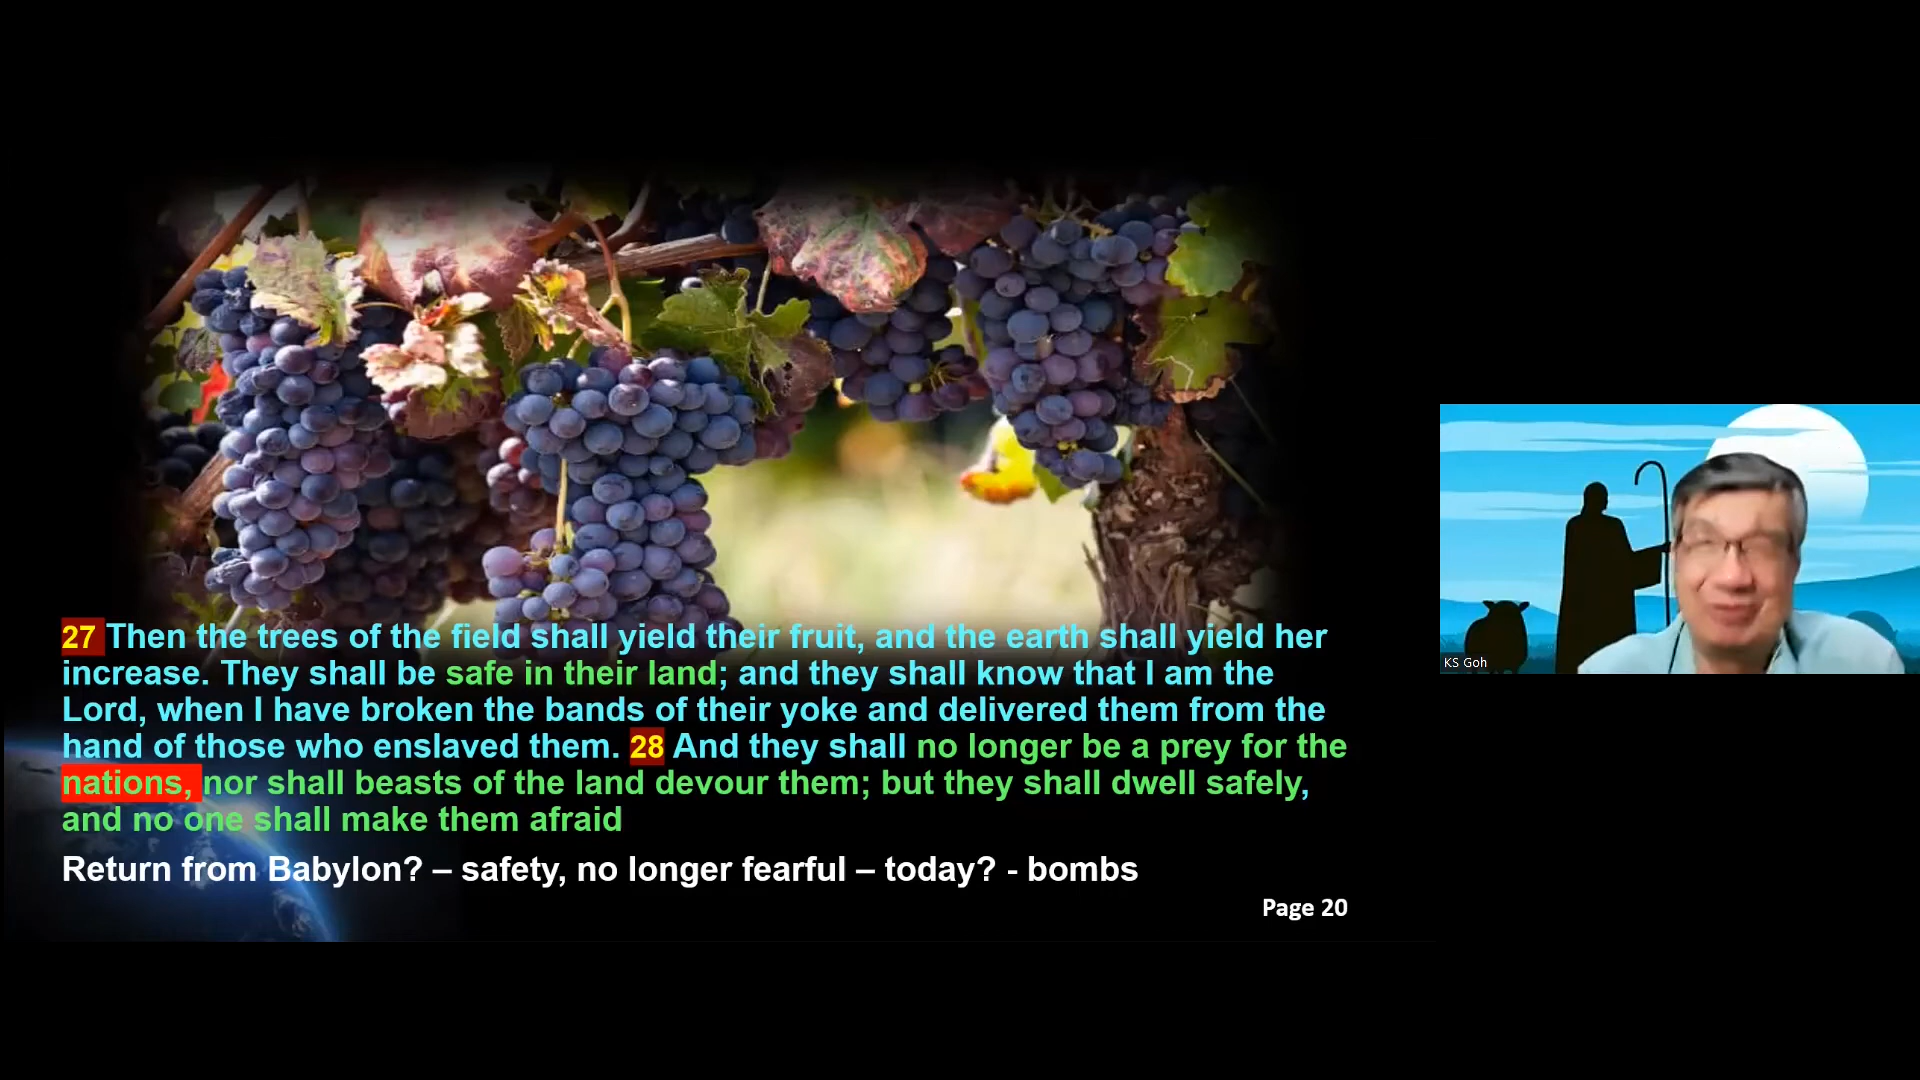 27 Then the trees of the field shall yield their fruit, and the earth shall yield her
increase. They shall be safe in their land; and they shall know that I am the
Lord, when I have broken the bands of their yoke and delivered them from the
hand of those who enslaved them. 28 And they shall no longer be a prey for the
nations, nor shall beasts of the land devour them; but they shall dwell safely,
and no one shall make them afraid
Return from Babylon? – safety, no longer fearful – today? - bombs
Page 20
KS Goh